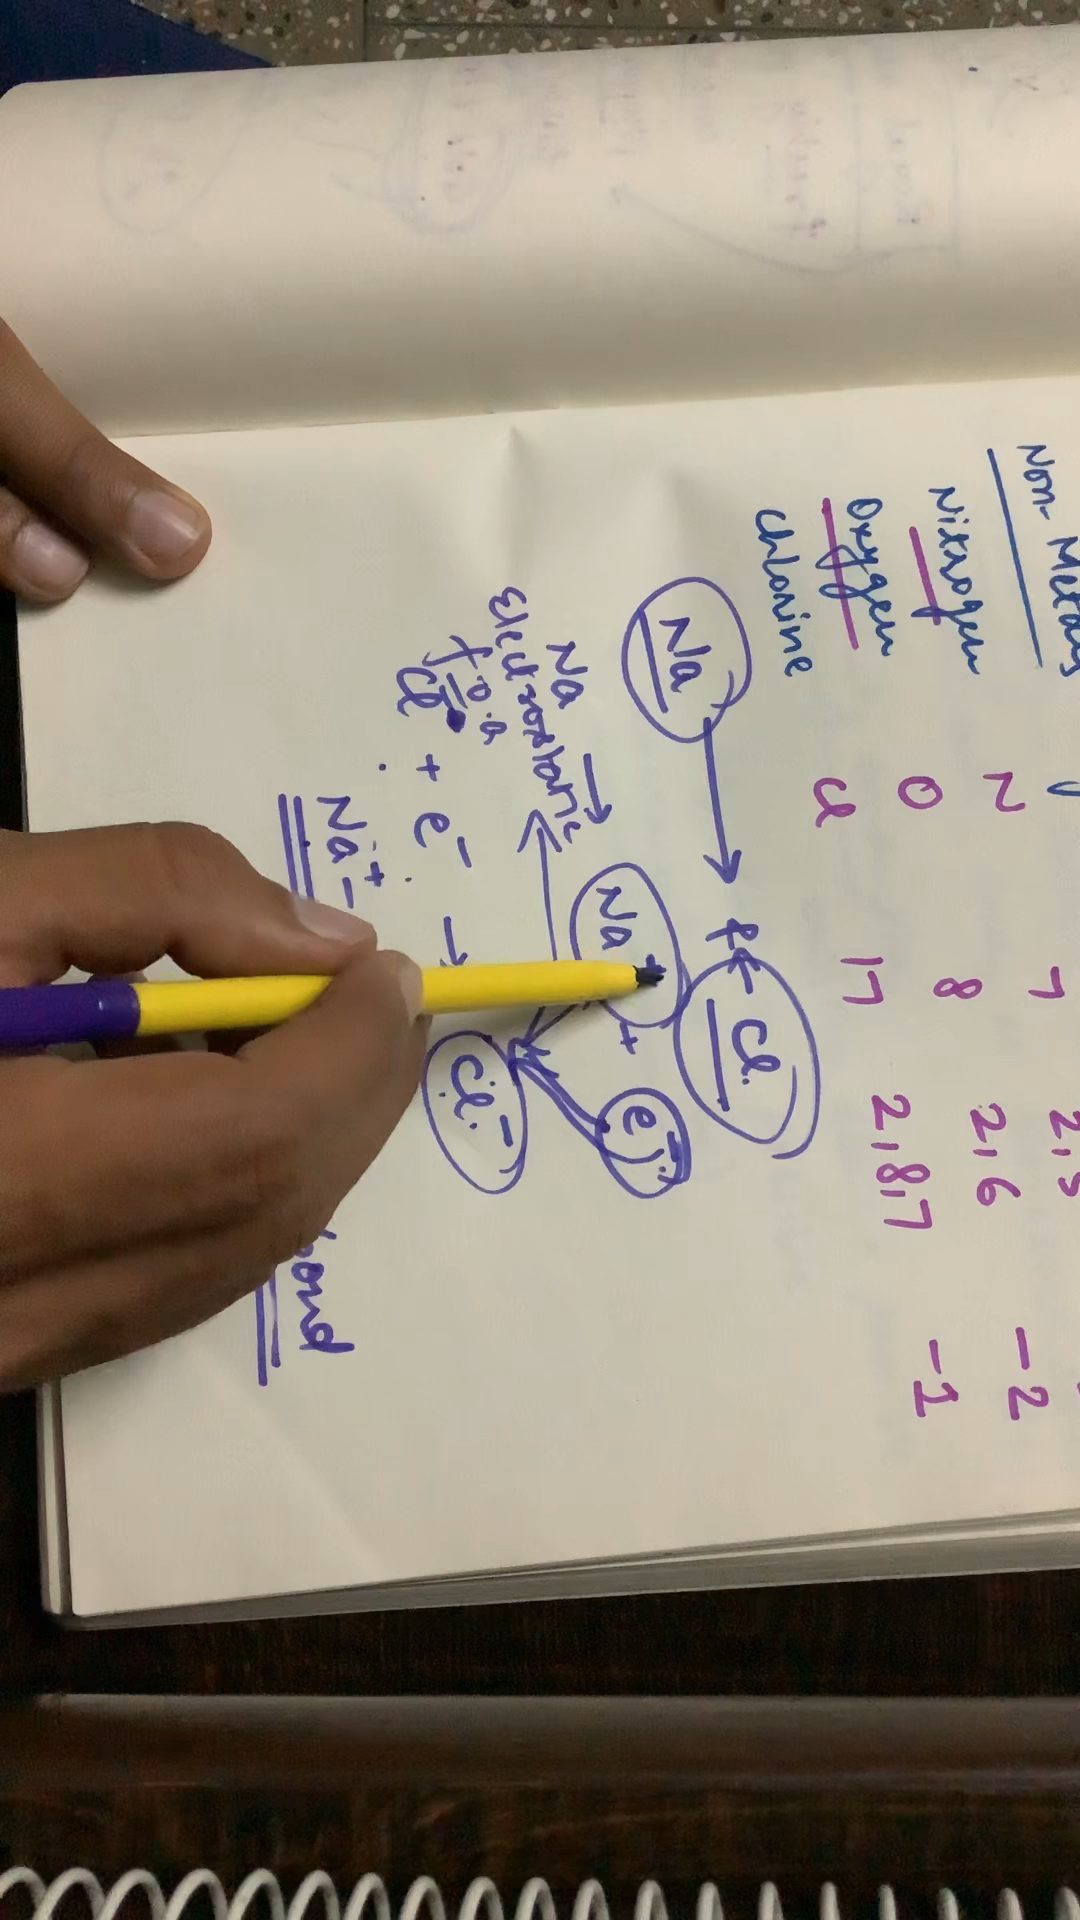 Non-Metals
Nitrogen N 7 2,5
Oxygen O 8 2,6 -2
Chlorine Cl 17 2,8,7 -1
Na → Cl
Na → Na+ + e-
Electrostatic
f.o.a
Cl + e- → Cl-
Na+ -
bond